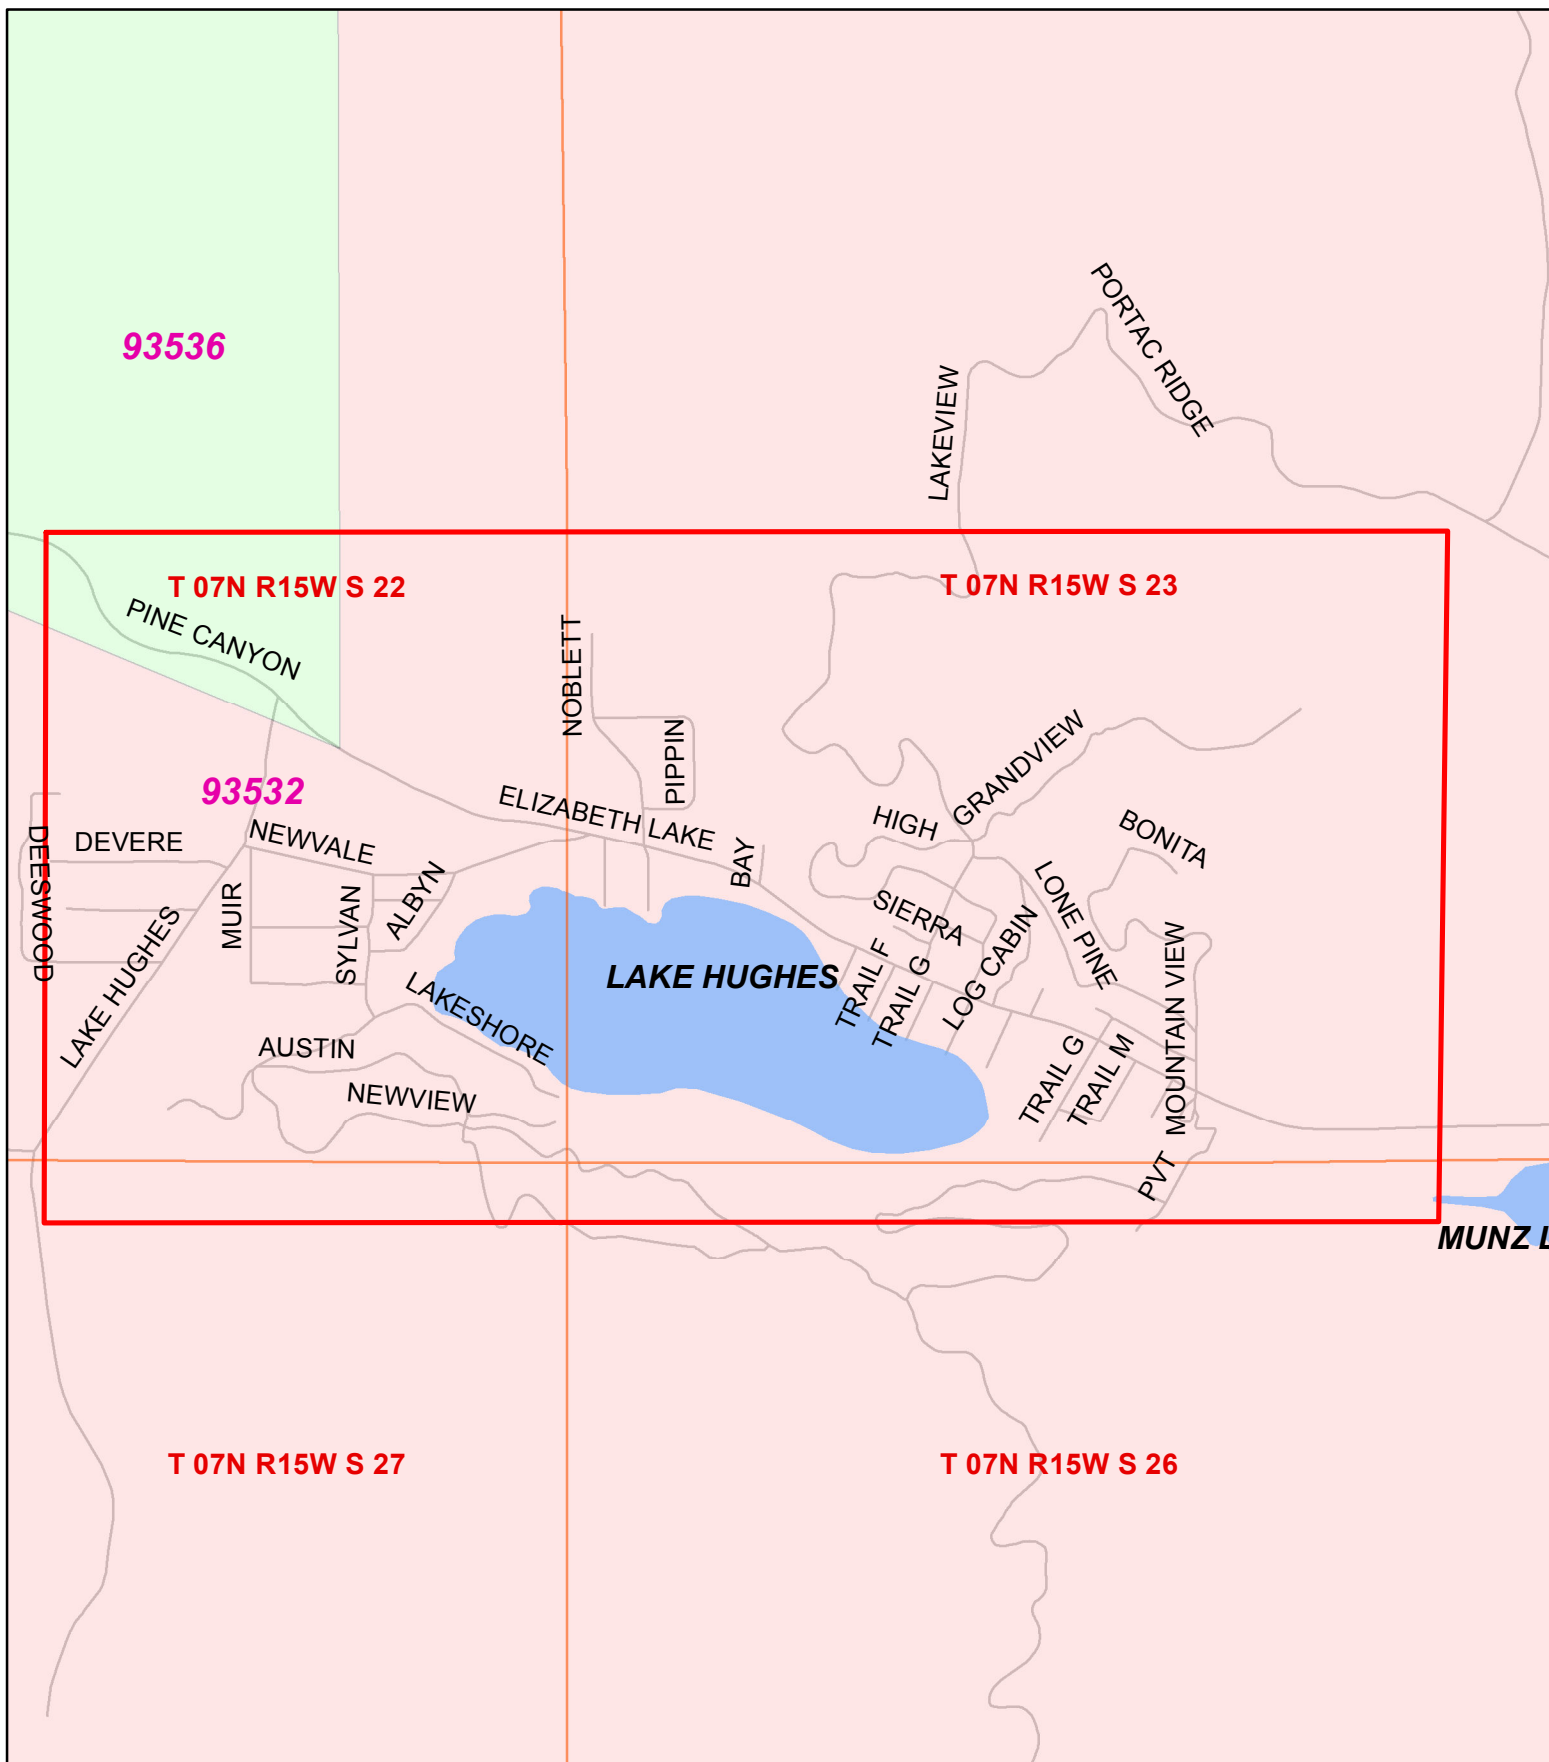 93536
PORTAC RIDGE
LAKEVIEW
T 07N R15W S 22
T 07N R15W S 23
PINE CANYON
NOBLETT
PIPPIN
GRANDVIEW
93532
ELIZABETH LAKE
HIGH
BONITA
DEESWOOD
DEVERE
NEWVALE
BAY
ALBYN
LONE PINE
MUIR
SYLVAN
SIERRA
LOG CABIN
LAKE HUGHES
LAKE HUGHES
TRAIL F
TRAIL G
MOUNTAIN VIEW
LAKESHORE
AUSTIN
NEWVIEW
TRAIL G
TRAIL M
PVT
MUNZ L
T 07N R15W S 27
T 07N R15W S 26